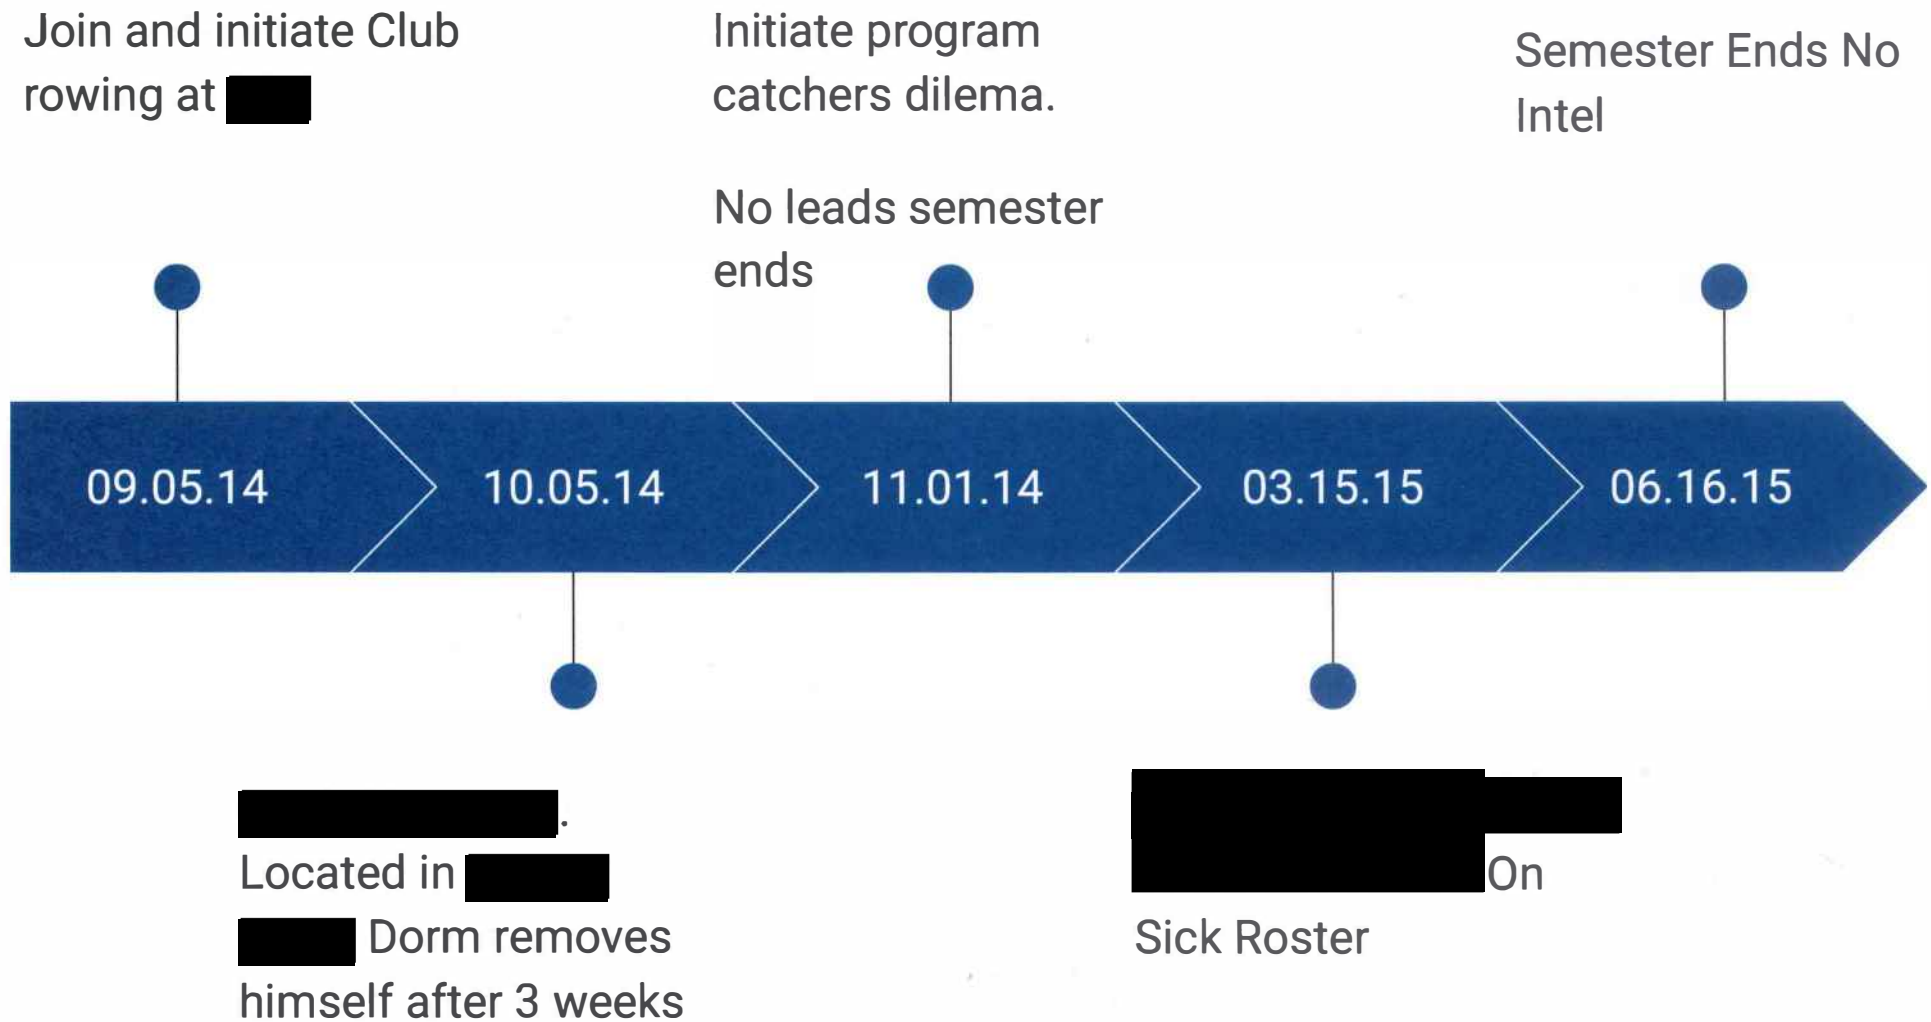 Join and initiate Club
rowing at
Initiate program
catchers dilema.
No leads semester
ends
Semester Ends No
Intel
09.05.14
10.05.14
11.01.14
03.15.15
06.16.15
.
Located in
Dorm removes
himself after 3 weeks
On
Sick Roster